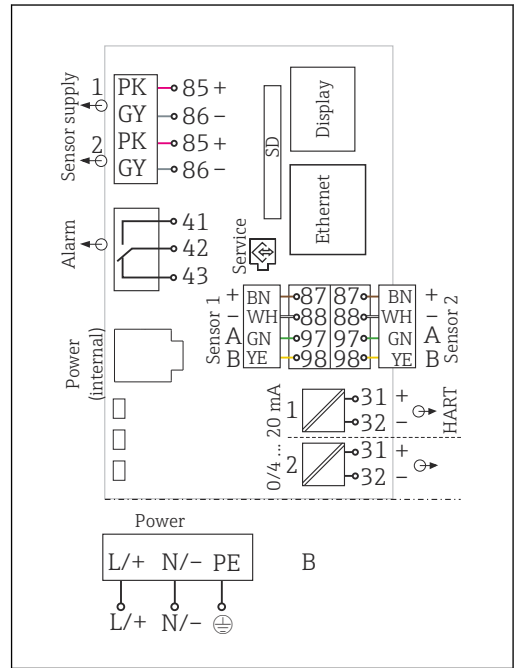 Sensor supply
1 PK 85 +
GY 86 −
2 PK 85 +
GY 86 −
Display
SD
Ethernet
Alarm
41
42
43
Service
Power
(internal)
Sensor 1
Sensor 2
+ BN 87 87 BN +
− WH 88 88 WH −
A GN 97 97 GN A
B YE 98 98 YE B
0/4 ... 20 mA
1 31 +
32 −
HART
2 31 +
32 −
Power
L/+ N/− PE B
L/+ N/−